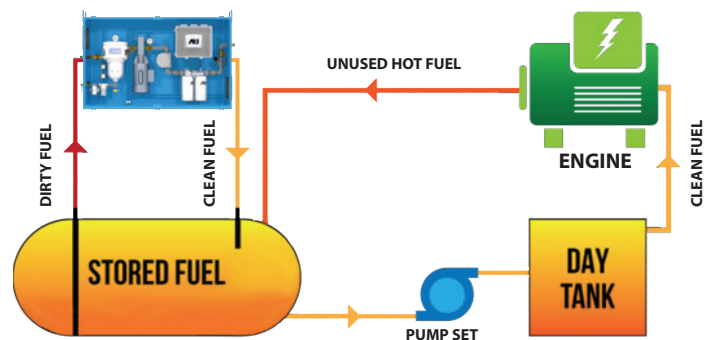 UNUSED HOT FUEL
DIRTY FUEL
CLEAN FUEL
ENGINE
CLEAN FUEL
STORED FUEL
DAY
TANK
PUMP SET